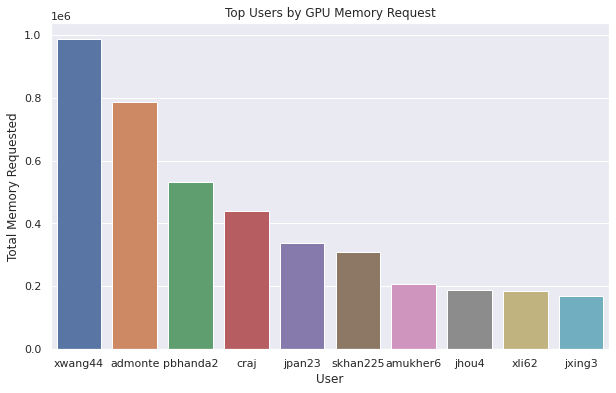 Top Users by GPU Memory Request
1e6
1.0
0.8
0.6
0.4
0.2
0.0
Total Memory Requested
xwang44 admonte pbhanda2 craj jpan23 skhan225 amukher6 jhou4 xli62 jxing3
User